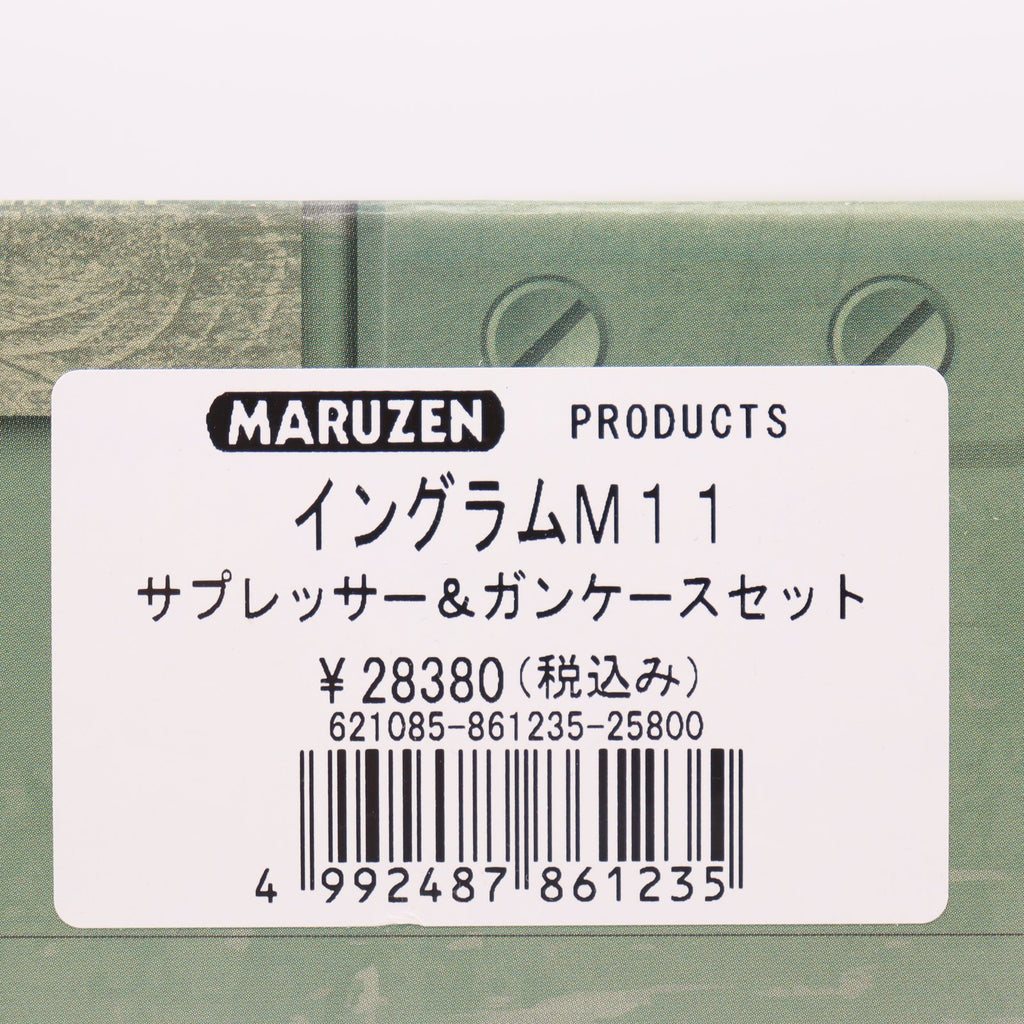 MARUZEN PRODUCTS
イングラムM11
サプレッサー&ガンケースセット
¥28380(税込み)
621085-861235-25800
4 992487 861235